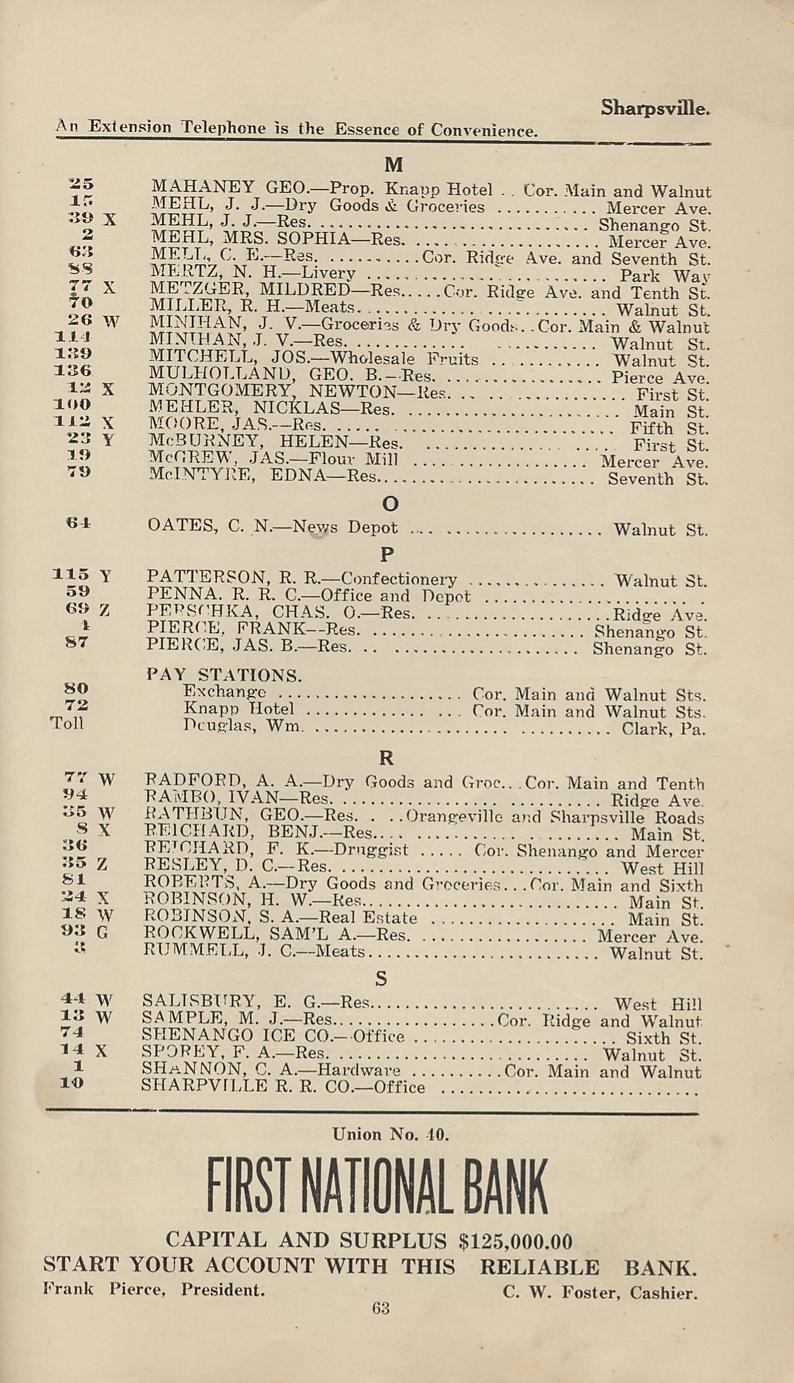 Sharpsville.
An Extension Telephone is the Essence of Convenience.
M
25 MAHANEY GEO.—Prop. Knapp Hotel . . Cor. Main and Walnut
15 MEHL, J. J.—Dry Goods & Groceries .......... Mercer Ave.
39 X MEHL, J. J.—Res. ............................ Shenango St.
2 MEHL, MRS. SOPHIA—Res. ................... Mercer Ave.
63 MELL, C. E.—Res. ..........Cor. Ridge Ave. and Seventh St.
88 MERTZ, N. H.—Livery ......................... Park Way
77 X METZGER, MILDRED—Res.....Cor. Ridge Ave. and Tenth St.
70 MILLER, R. H.—Meats......................... Walnut St.
26 W MINIHAN, J. V.—Groceries & Dry Goods...Cor. Main & Walnut
114 MINIHAN, J. V.—Res. ............ .......... Walnut St.
139 MITCHELL, JOS.—Wholesale Fruits ............ Walnut St.
136 MULHOLLAND, GEO. B.—Res. ................ Pierce Ave.
12 X MONTGOMERY, NEWTON—Res. .. ................ First St.
100 MEHLER, NICKLAS—Res. ....................... Main St.
112 X MOORE, JAS.—Res. ............................ Fifth St.
23 Y McBURNEY, HELEN—Res. ............... .... First St.
19 McGREW, JAS.—Flour Mill .................. Mercer Ave.
79 McINTYRE, EDNA—Res....................... Seventh St.
O
64 OATES, C. N.—News Depot ... ................ Walnut St.
P
115 Y PATTERSON, R. R.—Confectionery .............. Walnut St.
59 PENNA. R. R. C.—Office and Depot .......................
69 Z PERSCHKA, CHAS. O.—Res. ....................Ridge Ave.
4 PIERCE, FRANK—Res. ...................... Shenango St.
87 PIERCE, JAS. B.—Res. .. .................... Shenango St.
PAY STATIONS.
80 Exchange .................... Cor. Main and Walnut Sts.
72 Knapp Hotel ............. ... Cor. Main and Walnut Sts.
Toll Douglas, Wm. .............................. Clark, Pa.
R
77 W RADFORD, A. A.—Dry Goods and Groc.. .Cor. Main and Tenth
94 RAMBO, IVAN—Res. .......................... Ridge Ave.
35 W RATHBUN, GEO.—Res. . . ..Orangeville and Sharpsville Roads
8 X REICHARD, BENJ.—Res.... ..................... Main St.
36 REICHARD, F. K.—Druggist ..... Cor. Shenango and Mercer
35 Z RESLEY, D. C.—Res. ............................ West Hill
81 ROBERTS, A.—Dry Goods and Groceries...Cor. Main and Sixth
24 X ROBINSON, H. W.—Res.......................... Main St.
18 W ROBINSON, S. A.—Real Estate ................... Main St.
93 G ROCKWELL, SAM'L A.—Res. ................. Mercer Ave.
3 RUMMELL, J. C.—Meats........................ Walnut St.
S
44 W SALISBURY, E. G.—Res........................ West Hill
13 W SAMPLE, M. J.—Res.................Cor. Ridge and Walnut
74 SHENANGO ICE CO.—Office ..................... Sixth St.
14 X SPOREY, F. A.—Res. .......................... Walnut St.
1 SHANNON, C. A.—Hardware ..........Cor. Main and Walnut
10 SHARPVILLE R. R. CO.—Office ..........................
Union No. 40.
FIRST NATIONAL BANK
CAPITAL AND SURPLUS $125,000.00
START YOUR ACCOUNT WITH THIS RELIABLE BANK.
Frank Pierce, President. C. W. Foster, Cashier.
63